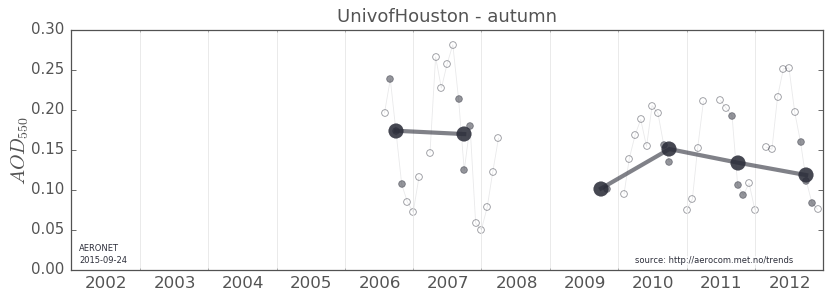 UnivofHouston - autumn
0.30
0.25
0.20
0.15
0.10
0.05
0.00
AOD550
AERONET
2015-09-24
source: http://aerocom.met.no/trends
2002 2003 2004 2005 2006 2007 2008 2009 2010 2011 2012